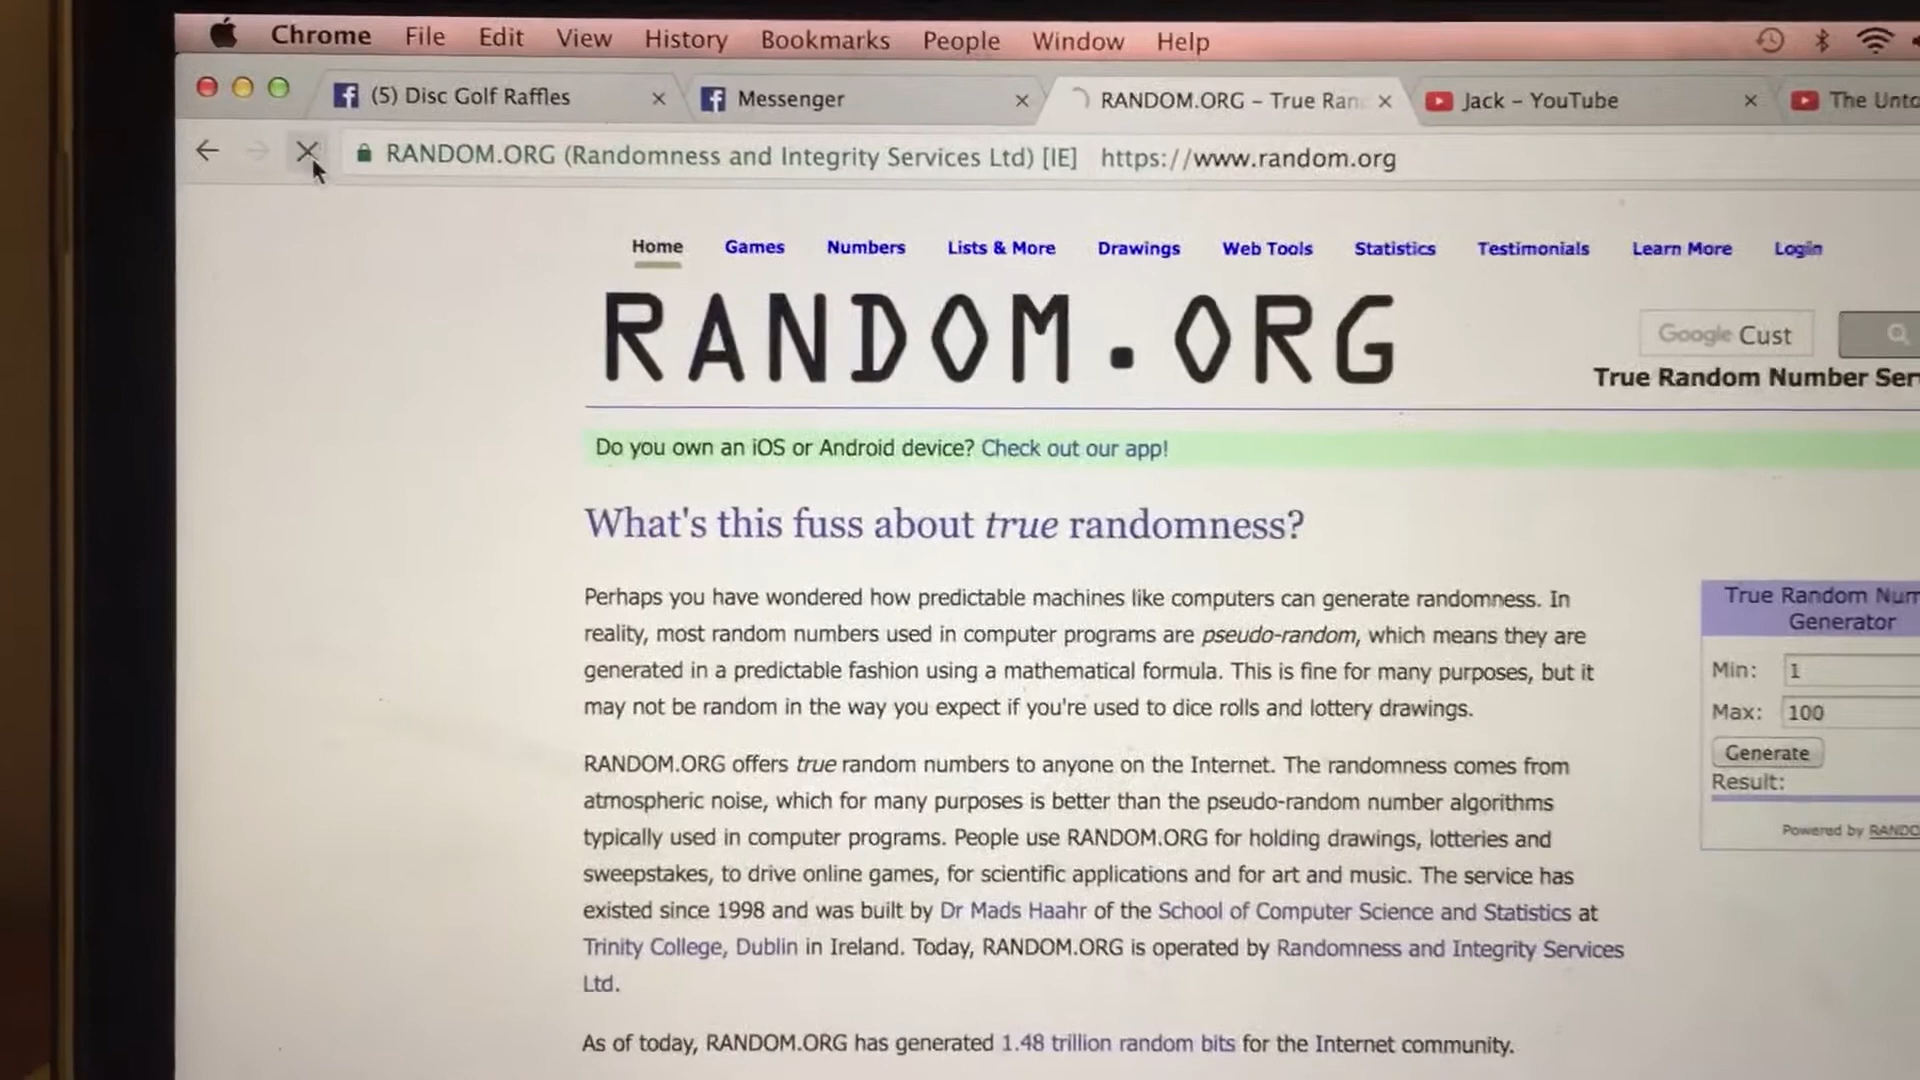 Chrome File Edit View History Bookmarks People Window Help
(5) Disc Golf Raffles
Messenger
RANDOM.ORG – True Ran
Jack – YouTube
The
RANDOM.ORG (Randomness and Integrity Services Ltd) [IE] https://www.random.org
Home Games Numbers Lists & More Drawings Web Tools Statistics Testimonials Learn More Login
RANDOM.ORG
Google Cust
True Random Number Ser
Do you own an iOS or Android device? Check out our app!
What's this fuss about true randomness?
Perhaps you have wondered how predictable machines like computers can generate randomness. In
reality, most random numbers used in computer programs are pseudo-random, which means they are
generated in a predictable fashion using a mathematical formula. This is fine for many purposes, but it
may not be random in the way you expect if you're used to dice rolls and lottery drawings.
RANDOM.ORG offers true random numbers to anyone on the Internet. The randomness comes from
atmospheric noise, which for many purposes is better than the pseudo-random number algorithms
typically used in computer programs. People use RANDOM.ORG for holding drawings, lotteries and
sweepstakes, to drive online games, for scientific applications and for art and music. The service has
existed since 1998 and was built by Dr Mads Haahr of the School of Computer Science and Statistics at
Trinity College, Dublin in Ireland. Today, RANDOM.ORG is operated by Randomness and Integrity Services
Ltd.
As of today, RANDOM.ORG has generated 1.48 trillion random bits for the Internet community.
True Random Num
Generator
Min: 1
Max: 100
Generate
Result:
Powered by RANDO